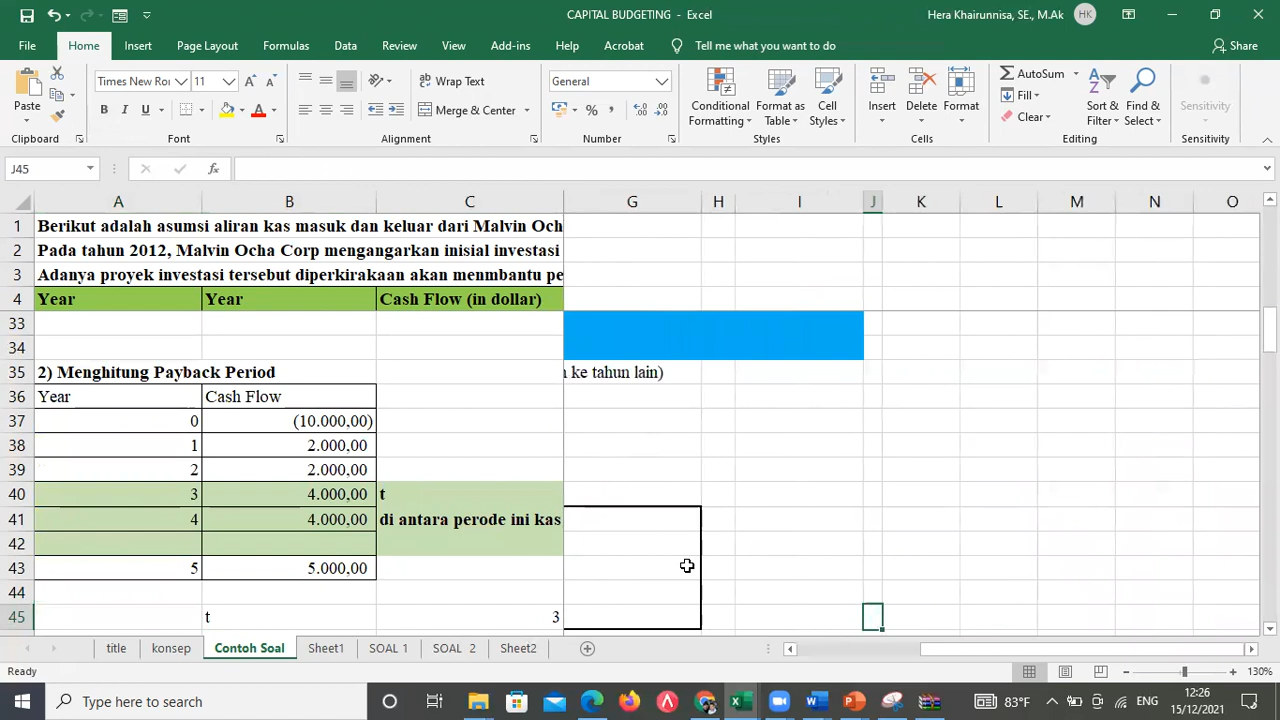 CAPITAL BUDGETING - Excel
Hera Khairunnisa, SE., M.Ak
HK
File Home Insert Page Layout Formulas Data Review View Add-ins Help Acrobat Tell me what you want to do Share
Paste
Times New Ro 11
B I U
Wrap Text
Merge & Center
General
% ,
Conditional Formatting
Format as Table
Cell Styles
Insert Delete Format
AutoSum
Fill
Clear
Sort & Filter
Find & Select
Sensitivity
Clipboard Font Alignment Number Styles Cells Editing Sensitivity
J45 fx
A B C G H I J K L M N O
1 Berikut adalah asumsi aliran kas masuk dan keluar dari Malvin Och
2 Pada tahun 2012, Malvin Ocha Corp mengangarkan inisial investasi
3 Adanya proyek investasi tersebut diperkirakaan akan menmbantu pe
4 Year Year Cash Flow (in dollar)
33
34
35 2) Menghitung Payback Period n ke tahun lain)
36 Year Cash Flow
37 0 (10.000,00)
38 1 2.000,00
39 2 2.000,00
40 3 4.000,00 t
41 4 4.000,00 di antara perode ini kas
42
43 5 5.000,00
44
45 t 3
title konsep Contoh Soal Sheet1 SOAL 1 SOAL 2 Sheet2
Ready 130%
Type here to search
83°F ENG 12:26
15/12/2021